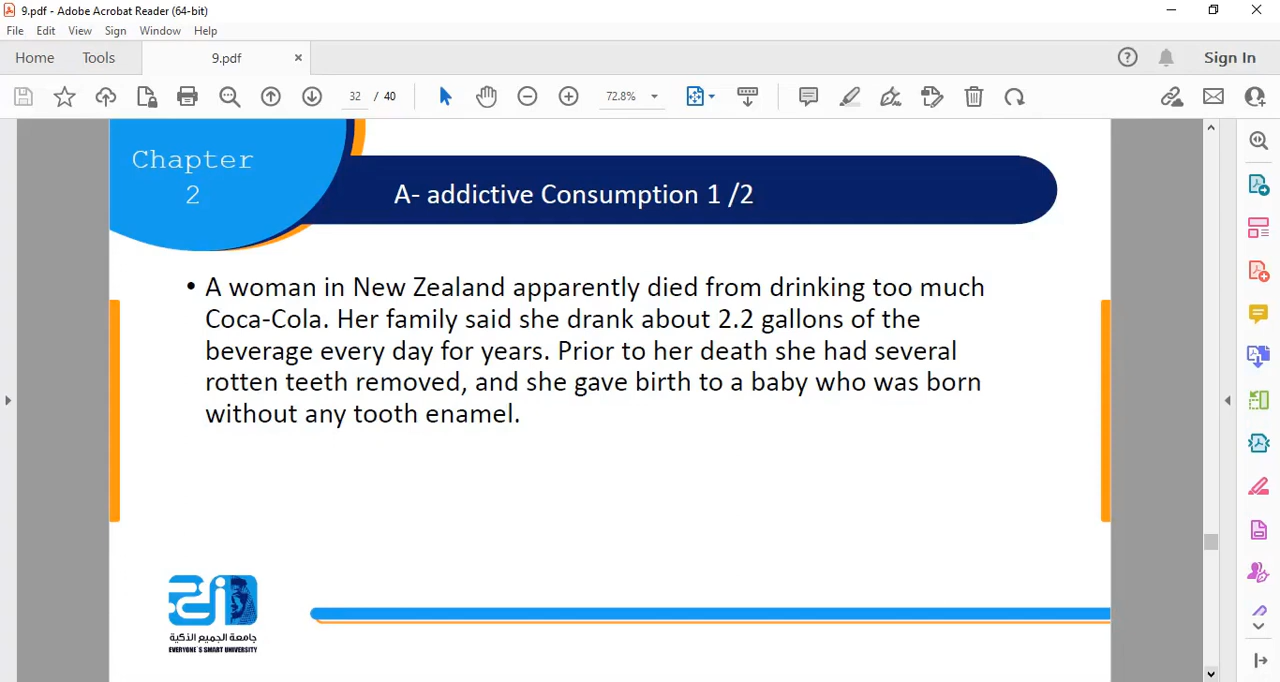 9.pdf - Adobe Acrobat Reader (64-bit)
File Edit View Sign Window Help
Home Tools 9.pdf × Sign In
32 / 40 72.8%
Chapter
2
A- addictive Consumption 1 /2
• A woman in New Zealand apparently died from drinking too much
Coca-Cola. Her family said she drank about 2.2 gallons of the
beverage every day for years. Prior to her death she had several
rotten teeth removed, and she gave birth to a baby who was born
without any tooth enamel.
جامعة الجميع الذكية
EVERYONE'S SMART UNIVERSITY